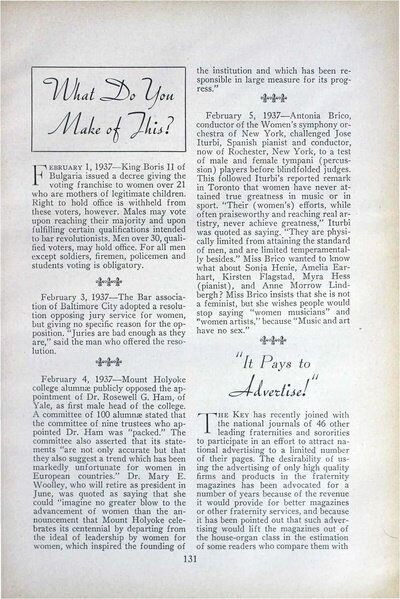 What Do You
Make of This?
FEBRUARY 1, 1937—King Boris II of
Bulgaria issued a decree giving the
voting franchise to women over 21
who are mothers of legitimate children.
Right to hold office is withheld from
these voters, however. Males may vote
upon reaching their majority and upon
fulfilling certain qualifications intended
to bar revolutionists. Men over 30, quali-
fied voters, may hold office. For all men
except soldiers, firemen, policemen and
students voting is obligatory.
February 3, 1937—The Bar associa-
tion of Baltimore City adopted a resolu-
tion opposing jury service for women,
but giving no specific reason for the op-
position. "Juries are bad enough as they
are," said the man who offered the reso-
lution.
February 4, 1937—Mount Holyoke
college alumnæ publicly opposed the ap-
pointment of Dr. Rosewell G. Ham, of
Yale, as first male head of the college.
A committee of 100 alumnæ stated that
the committee of nine trustees who ap-
pointed Dr. Ham was "packed." The
committee also asserted that its state-
ments "are not only accurate but that
they also suggest a trend which has been
markedly unfortunate for women in
European countries." Dr. Mary E.
Woolley, who will retire as president in
June, was quoted as saying that she
could "imagine no greater blow to the
advancement of women than the an-
nouncement that Mount Holyoke cele-
brates its centennial by departing from
the ideal of leadership by women for
women, which inspired the founding of
the institution and which has been re-
sponsible in large measure for its prog-
ress."
February 5, 1937—Antonia Brico,
conductor of the Women's symphony or-
chestra of New York, challenged Jose
Iturbi, Spanish pianist and conductor,
now of Rochester, New York, to a test
of male and female tympani (percus-
sion) players before blindfolded judges.
This followed Iturbi's reported remark
in Toronto that women have never at-
tained true greatness in music or in
sport. "Their (women's) efforts, while
often praiseworthy and reaching real ar-
tistry, never achieve greatness," Iturbi
was quoted as saying. "They are physi-
cally limited from attaining the standard
of men, and are limited temperamental-
ly besides." Miss Brico wanted to know
what about Sonja Henie, Amelia Ear-
hart, Kirsten Flagstad, Myra Hess
(pianist), and Anne Morrow Lind-
bergh? Miss Brico insists that she is not
a feminist, but she wishes people would
stop saying "women musicians" and
"women artists," because "Music and art
have no sex."
"It Pays to
Advertise!"
THE KEY has recently joined with
the national journals of 46 other
leading fraternities and sororities
to participate in an effort to attract na-
tional advertising to a limited number
of their pages. The desirability of us-
ing the advertising of only high quality
firms and products in the fraternity
magazines has been advocated for a
number of years because of the revenue
it would provide for better magazines
or other fraternity services, and because
it has been pointed out that such adver-
tising would lift the magazines out of
the house-organ class in the estimation
of some readers who compare them with
131